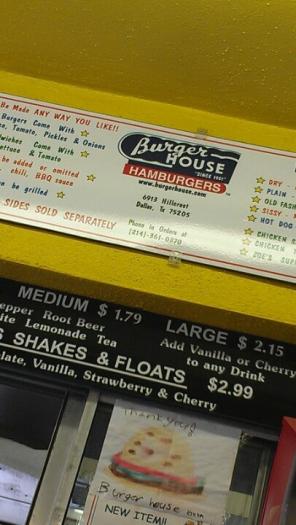 Be Made ANY WAY YOU LIKE!!
Burgers Come With
Tomato, Pickles & Onions
Come With
& Tomato
be added or omitted
chili, BBQ sauce
be grilled
SIDES SOLD SEPARATELY
Burger
HOUSE
"SINCE 1951"
HAMBURGERS
www.burgerhouse.com
6913 Hillcrest
Dallas, Tx 75205
Phone in Orders at
(214)-361-0370
DRY -
PLAIN
OLD FASH
SISSY -
HOT DOG
CHICKEN S
CHICKEN
JOE'S SUP
MEDIUM $ 1.79
epper Root Beer
ite Lemonade Tea
LARGE $ 2.15
Add Vanilla or Cherry
to any Drink
S SHAKES & FLOATS
late, Vanilla, Strawberry & Cherry
$2.99
Thank you
Burger house
NEW ITEM!!